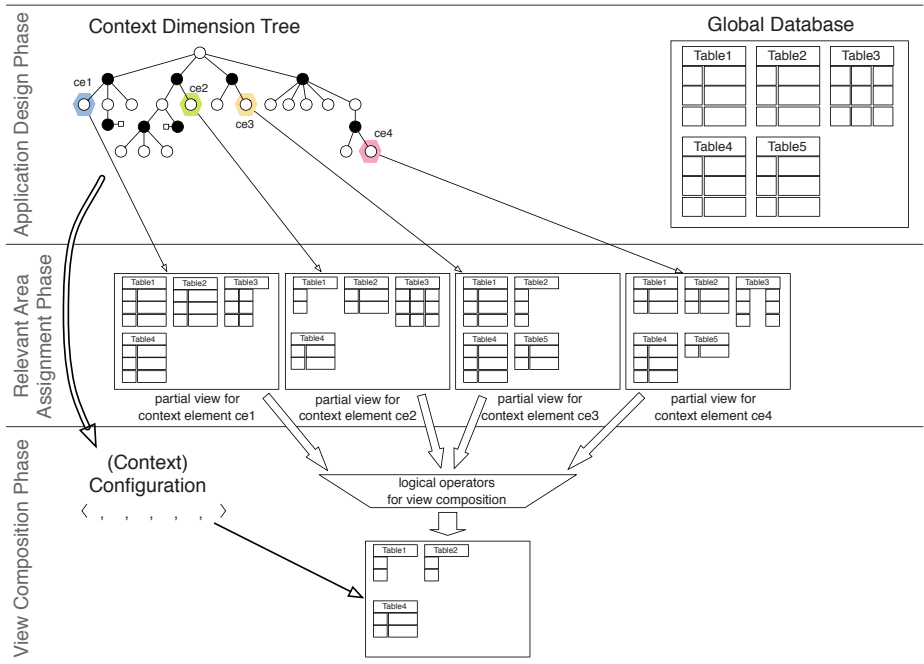 Application Design Phase
Context Dimension Tree
Global Database
ce1
ce2
ce3
ce4
Table1
Table2
Table3
Table4
Table5
Relevant Area
Assignment Phase
Table1
Table2
Table3
Table4
partial view for
context element ce1
Table1
Table2
Table3
Table4
partial view for
context element ce2
Table1
Table2
Table4
Table5
partial view for
context element ce3
Table1
Table2
Table3
Table4
Table5
partial view for
context element ce4
View Composition Phase
(Context)
Configuration
〈 , , , , , 〉
logical operators
for view composition
Table1
Table2
Table4